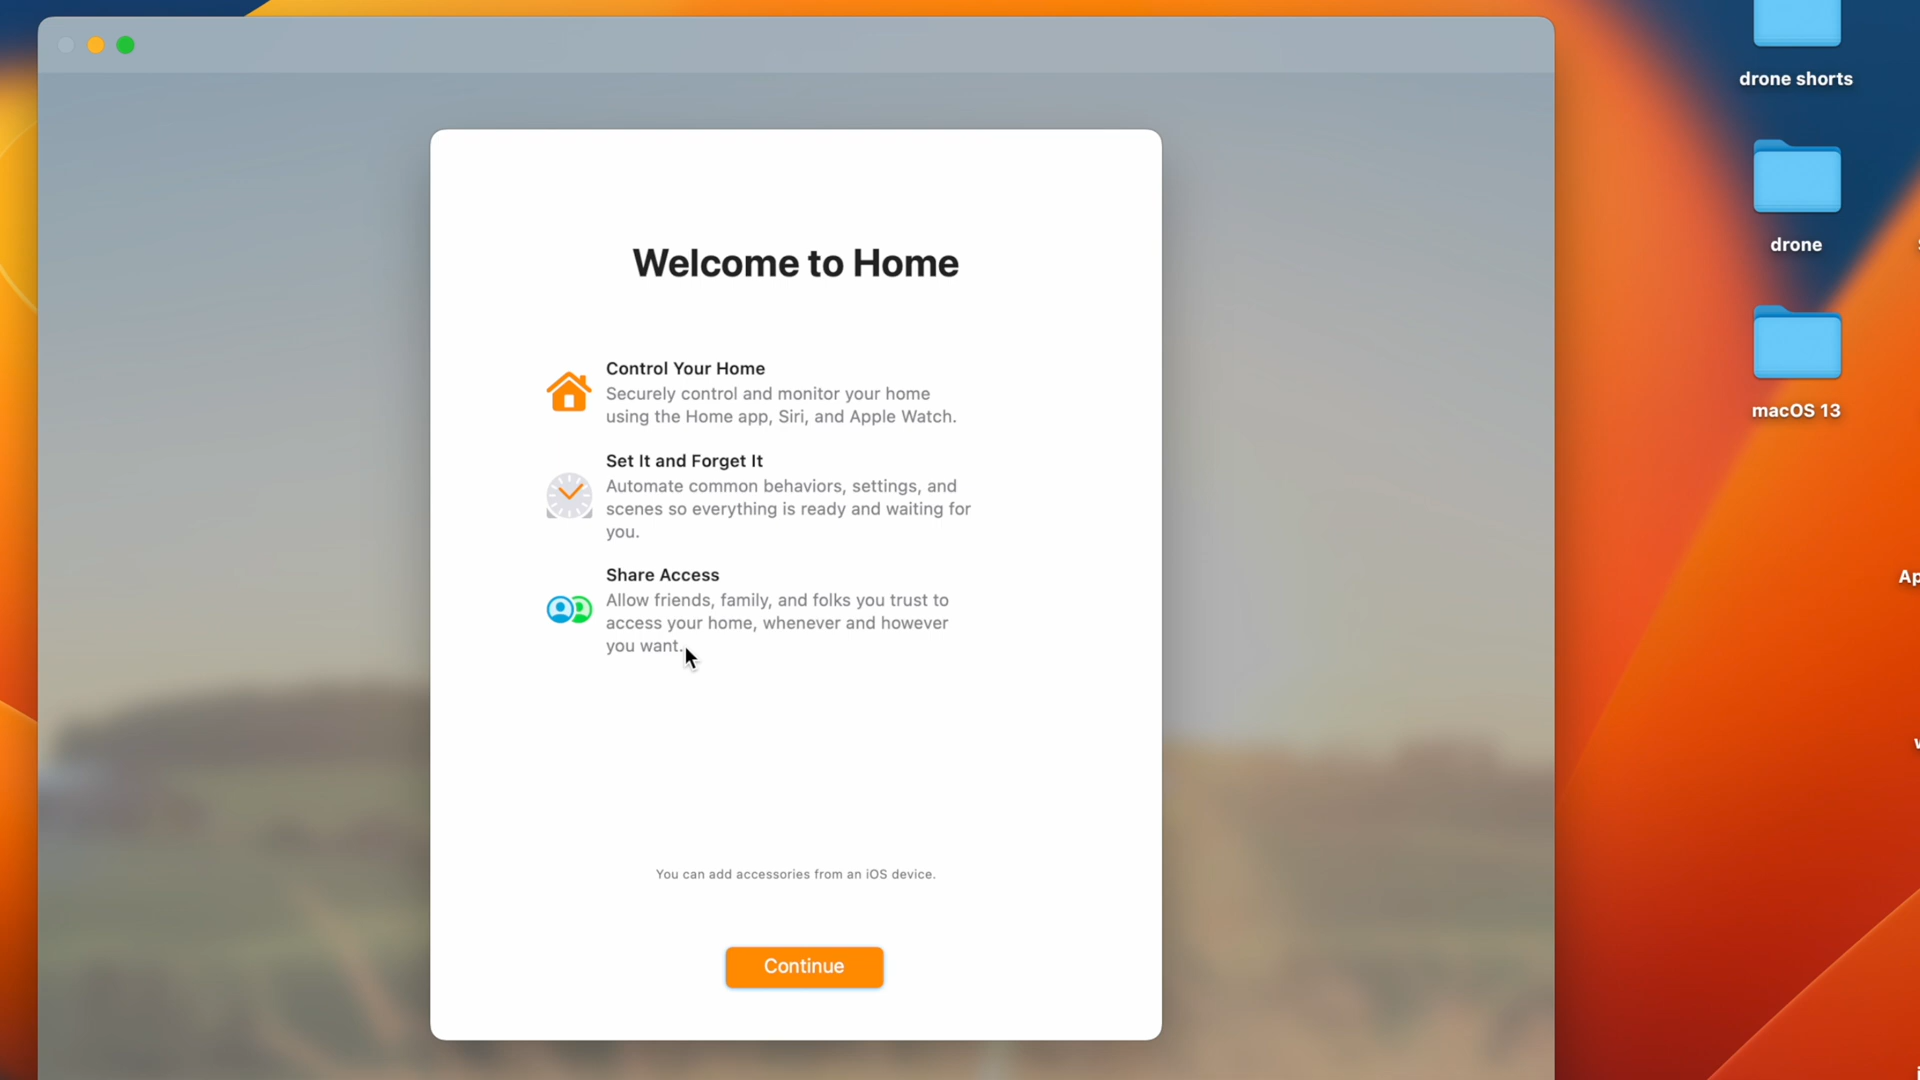 drone shorts
drone
macOS 13
Welcome to Home
Control Your Home
Securely control and monitor your home
using the Home app, Siri, and Apple Watch.
Set It and Forget It
Automate common behaviors, settings, and
scenes so everything is ready and waiting for
you.
Share Access
Allow friends, family, and folks you trust to
access your home, whenever and however
you want.
You can add accessories from an iOS device.
Continue